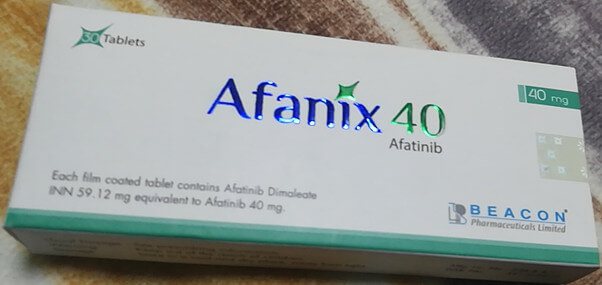 30 Tablets
Afanix 40
Afatinib
40 mg
Each film coated tablet contains Afatinib Dimaleate
INN 59.12 mg equivalent to Afatinib 40 mg.
BEACON
Pharmaceuticals Limited